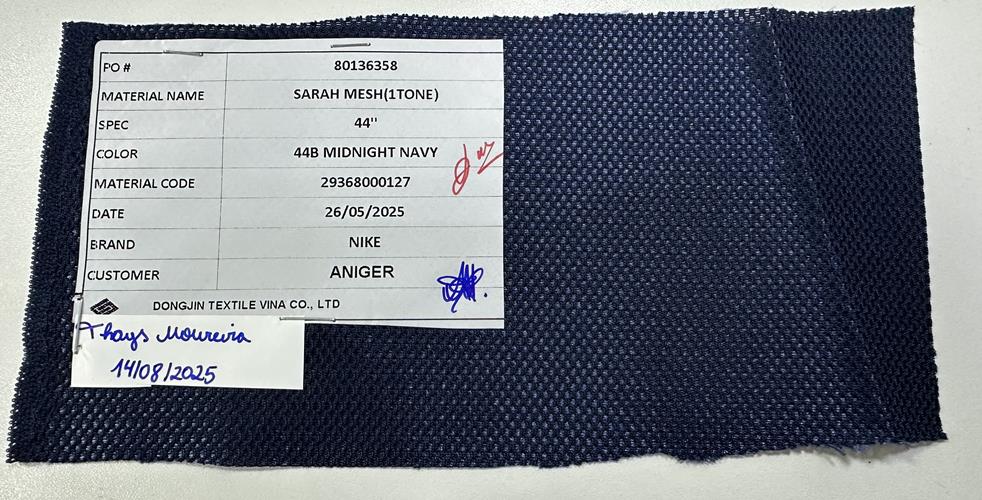 PO # 80136358
MATERIAL NAME SARAH MESH(1TONE)
SPEC 44"
COLOR 44B MIDNIGHT NAVY
MATERIAL CODE 29368000127
DATE 26/05/2025
BRAND NIKE
CUSTOMER ANIGER
DONGJIN TEXTILE VINA CO., LTD
Thays Moureira
14/08/2025